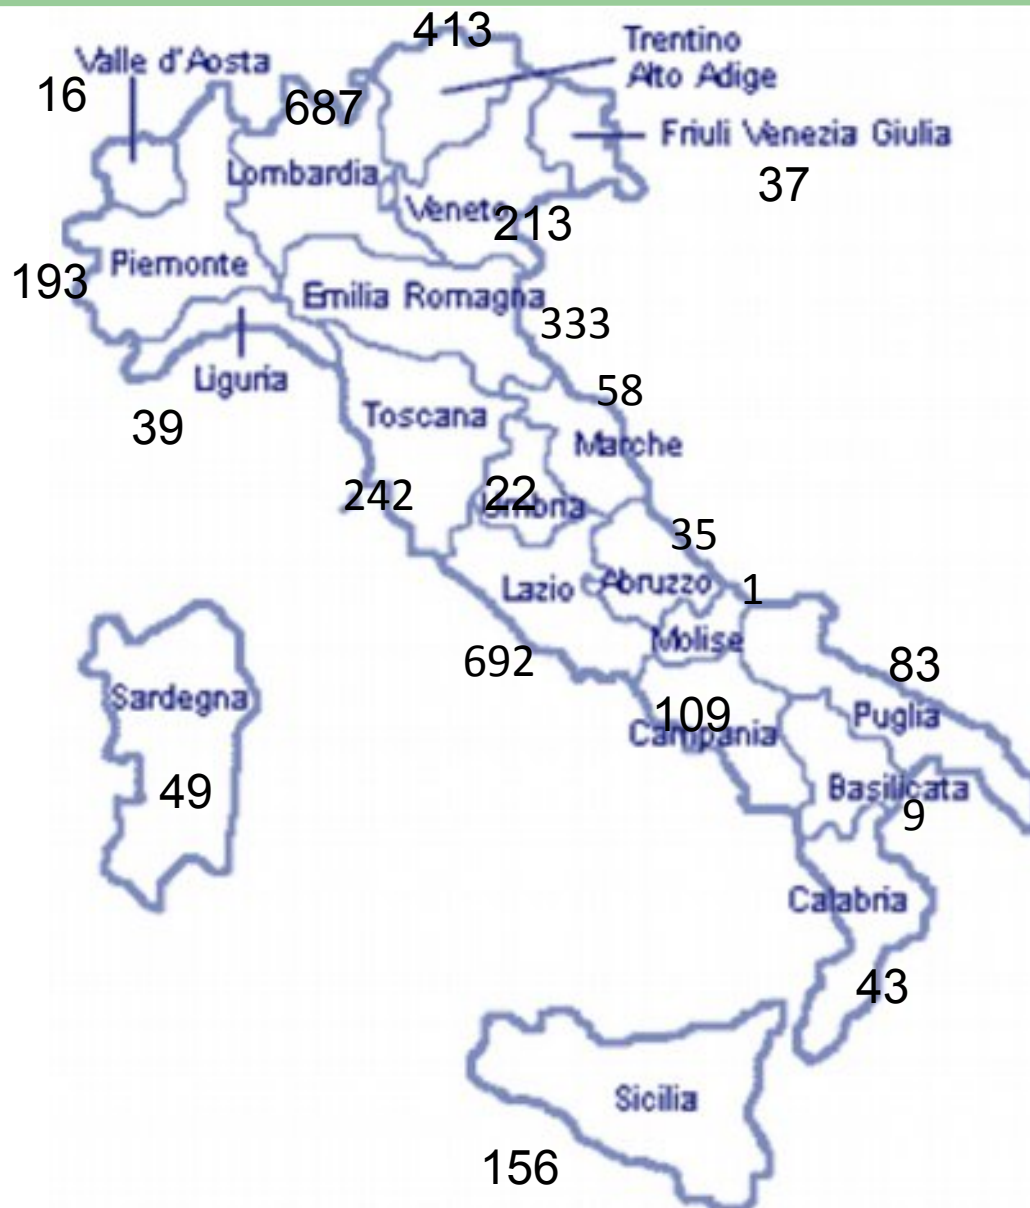 413
Trentino
Alto Adige
Valle d'Aosta
16
687
Friuli Venezia Giulia
37
Lombardia
Veneto
213
Piemonte
193
Emilia Romagna
333
Liguria
39
58
Toscana
Marche
242
22
Umbria
35
Lazio
Abruzzo
1
Molise
692
83
Sardegna
109
Campania
Puglia
49
Basilicata
9
Calabria
43
Sicilia
156